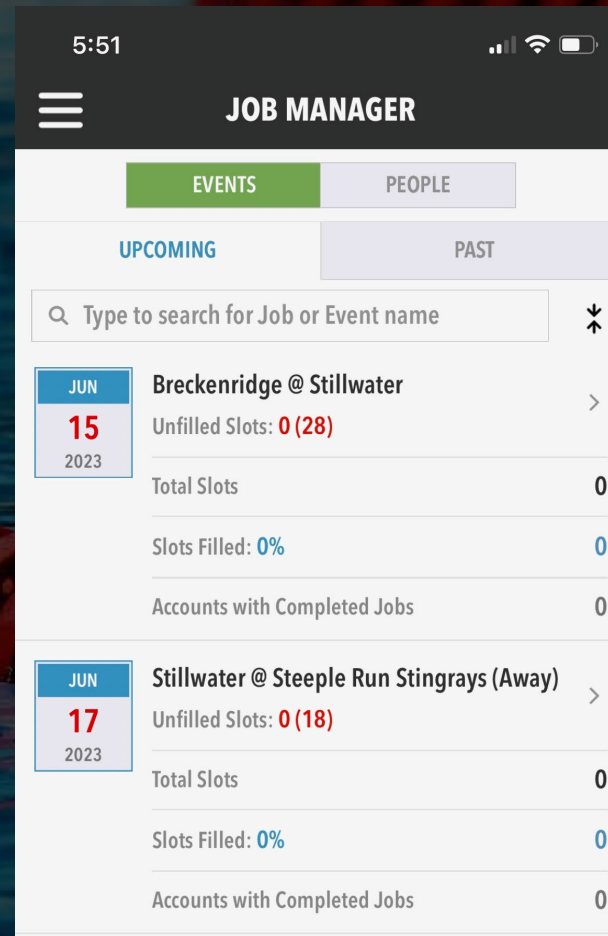 5:51
JOB MANAGER
EVENTS PEOPLE
UPCOMING PAST
Type to search for Job or Event name
JUN
15
2023
Breckenridge @ Stillwater
Unfilled Slots: 0 (28)
Total Slots 0
Slots Filled: 0% 0
Accounts with Completed Jobs 0
JUN
17
2023
Stillwater @ Steeple Run Stingrays (Away)
Unfilled Slots: 0 (18)
Total Slots 0
Slots Filled: 0% 0
Accounts with Completed Jobs 0